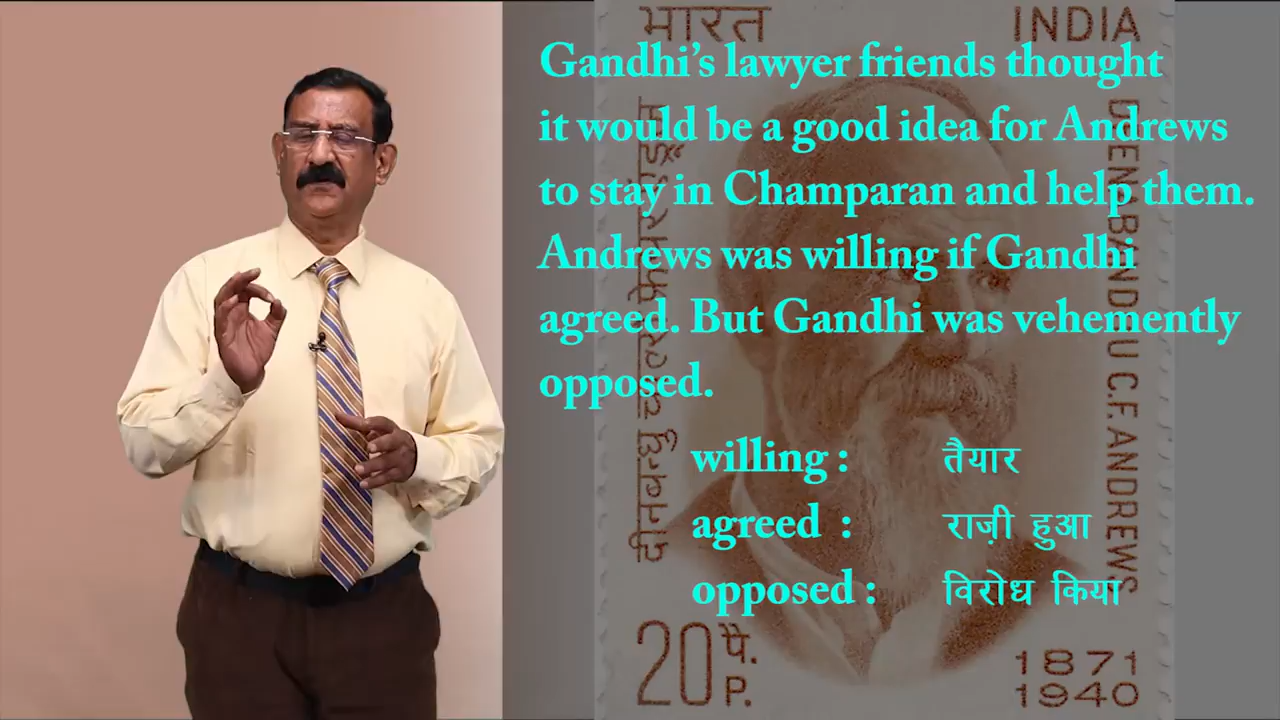 भारत INDIA
Gandhi's lawyer friends thought
it would be a good idea for Andrews
to stay in Champaran and help them.
Andrews was willing if Gandhi
agreed. But Gandhi was vehemently
opposed.
willing : तैयार
agreed : राज़ी हुआ
opposed : विरोध किया
दीनबन्धु
DEENABANDHU C.F. ANDREWS
20 पै.
P.
1871
1940